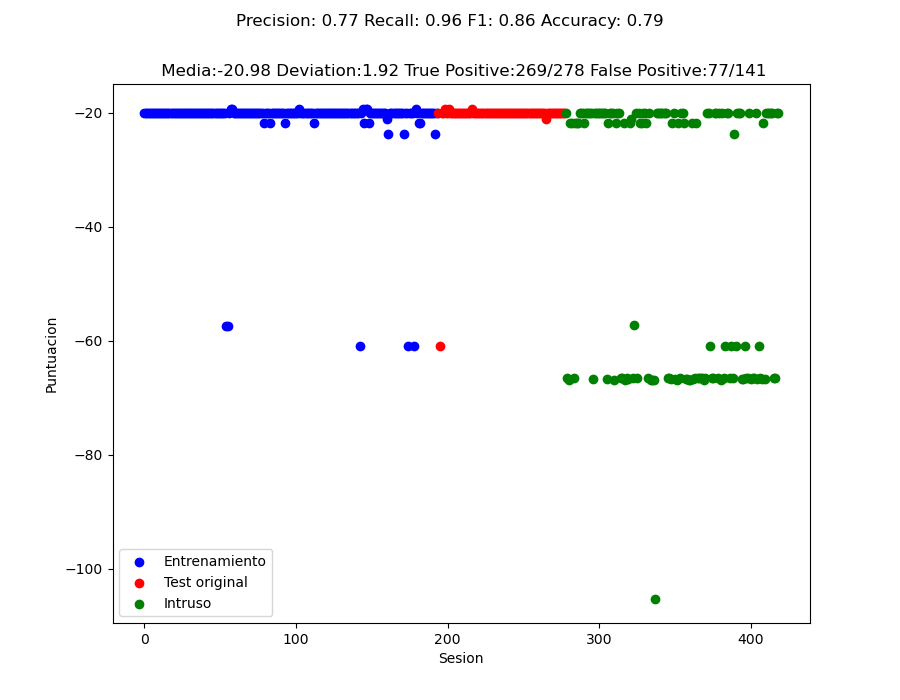 Precision: 0.77 Recall: 0.96 F1: 0.86 Accuracy: 0.79
Media:-20.98 Deviation:1.92 True Positive:269/278 False Positive:77/141
−20
−40
−60
−80
−100
Puntuacion
Entrenamiento
Test original
Intruso
0
100
200
300
400
Sesion